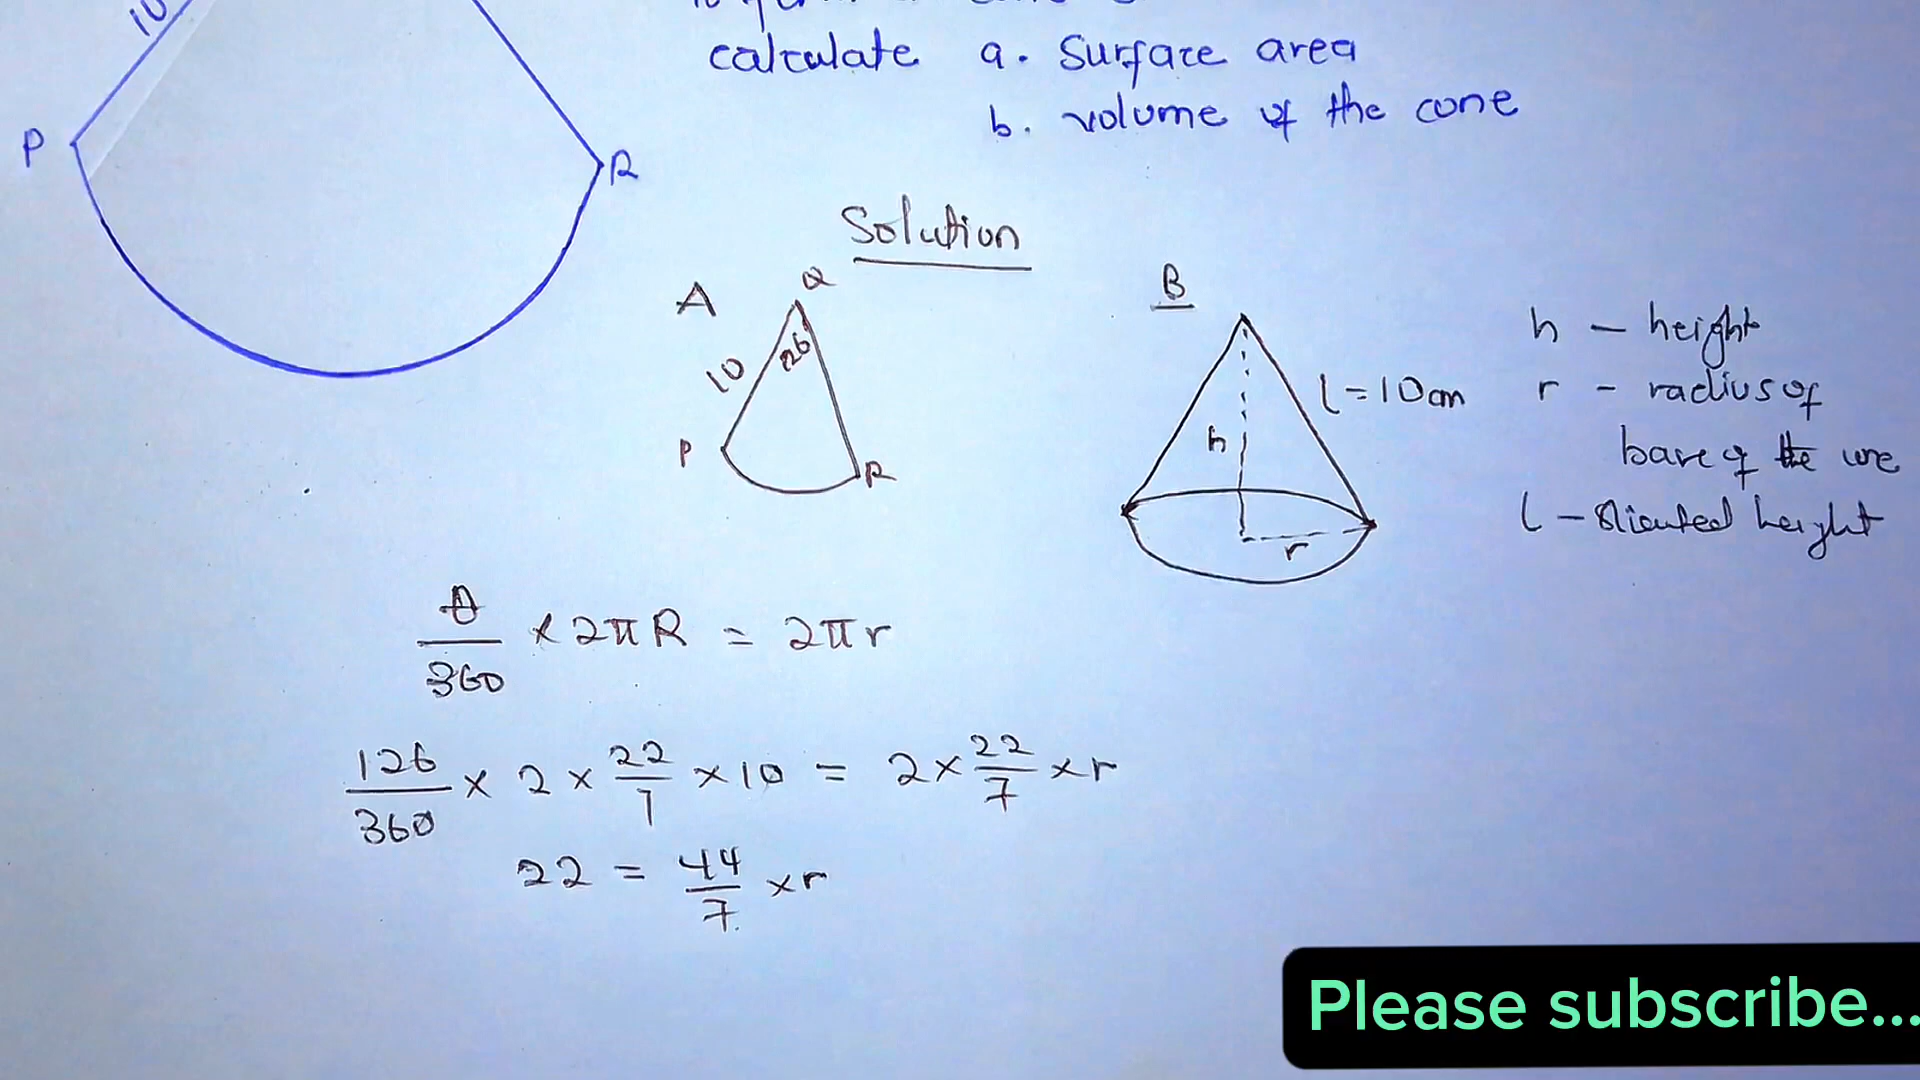 10
calculate a. surface area
b. volume of the cone
P
R
Solution
A
Q
126
10
P
R
B
l = 10cm
h
r
h - height
r - radius of
base of the cone
l - slanted height
θ/360 × 2πR = 2πr
126/360 × 2 × 22/7 × 10 = 2 × 22/7 × r
22 = 44/7 × r
Please subscribe...